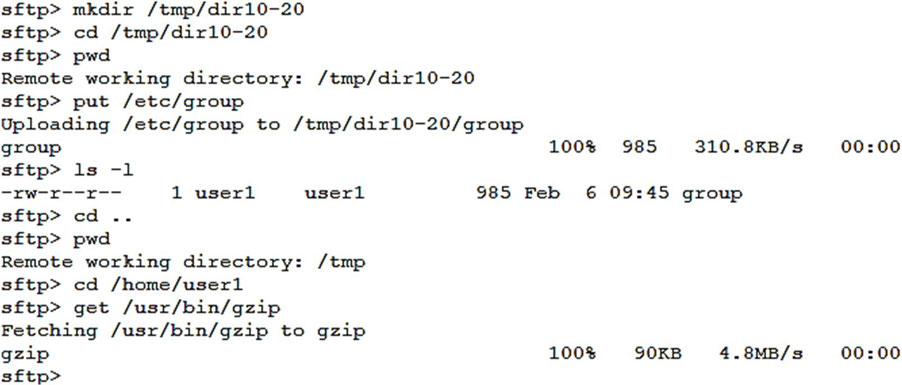 sftp> mkdir /tmp/dir10-20
sftp> cd /tmp/dir10-20
sftp> pwd
Remote working directory: /tmp/dir10-20
sftp> put /etc/group
Uploading /etc/group to /tmp/dir10-20/group
group 100% 985 310.8KB/s 00:00
sftp> ls -l
-rw-r--r-- 1 user1 user1 985 Feb 6 09:45 group
sftp> cd ..
sftp> pwd
Remote working directory: /tmp
sftp> cd /home/user1
sftp> get /usr/bin/gzip
Fetching /usr/bin/gzip to gzip
gzip 100% 90KB 4.8MB/s 00:00
sftp>